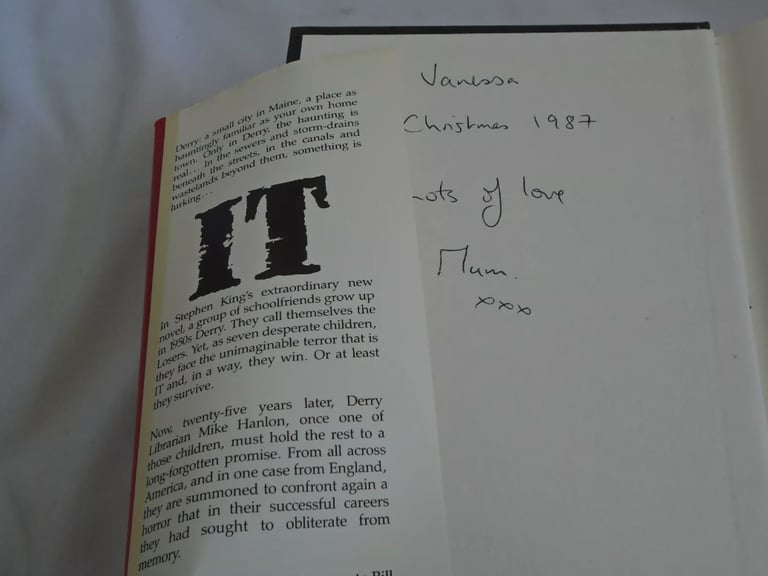 Derry: a small city in Maine, a place as
hauntingly familiar as your own home
town. Only in Derry, the haunting is
real... In the sewers and storm-drains
beneath the streets, in the canals and
wastelands beyond them, something is
lurking...
IT
In Stephen King's extraordinary new
novel, a group of schoolfriends grow up
in 1950s Derry. They call themselves the
Losers. Yet, as seven desperate children,
they face the unimaginable terror that is
IT and, in a way, they win. Or at least
they survive.
Now, twenty-five years later, Derry
Librarian Mike Hanlon, once one of
those children, must hold the rest to a
long-forgotten promise. From all across
America, and in one case from England,
they are summoned to confront again a
horror that in their successful careers
they had sought to obliterate from
memory.
Bill
Vanessa
Christmas 1987
Lots of love
Mum.
xxx